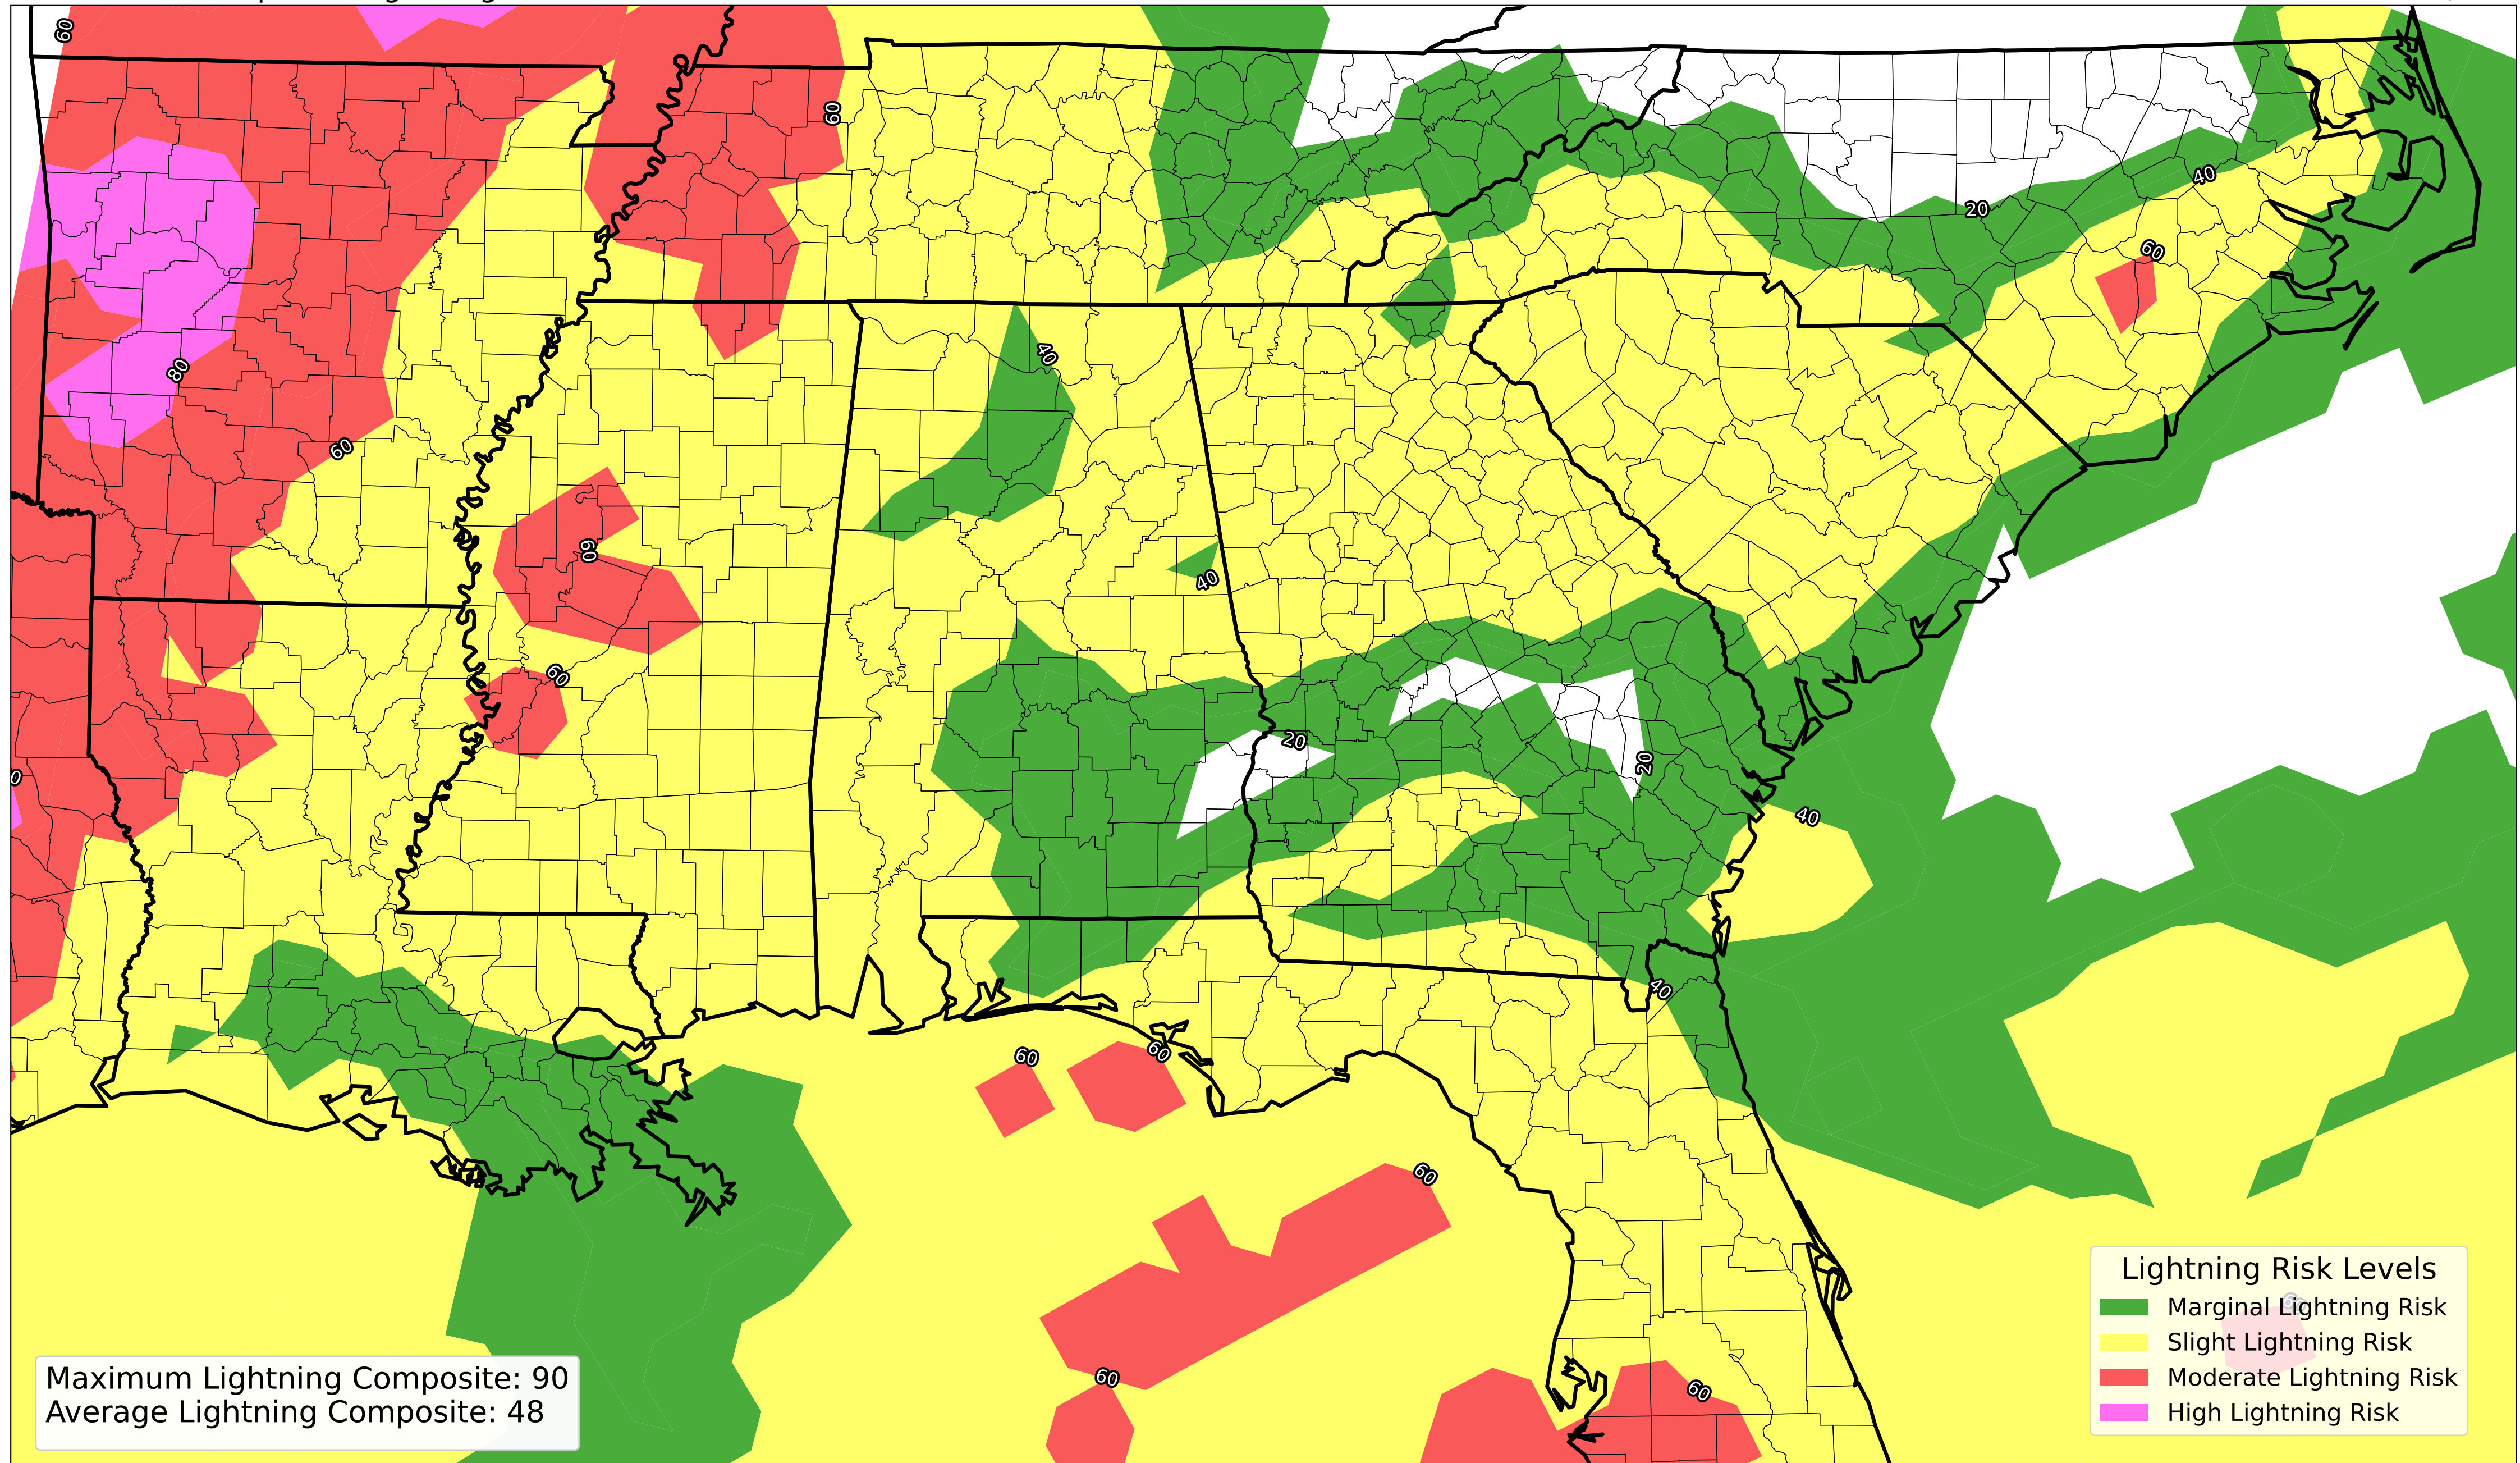 60
60
40
20
60
40
80
60
60
40
60
20
20
40
40
60
60
60
60
60
Lightning Risk Levels
Marginal Lightning Risk
Slight Lightning Risk
Moderate Lightning Risk
High Lightning Risk
Maximum Lightning Composite: 90
Average Lightning Composite: 48